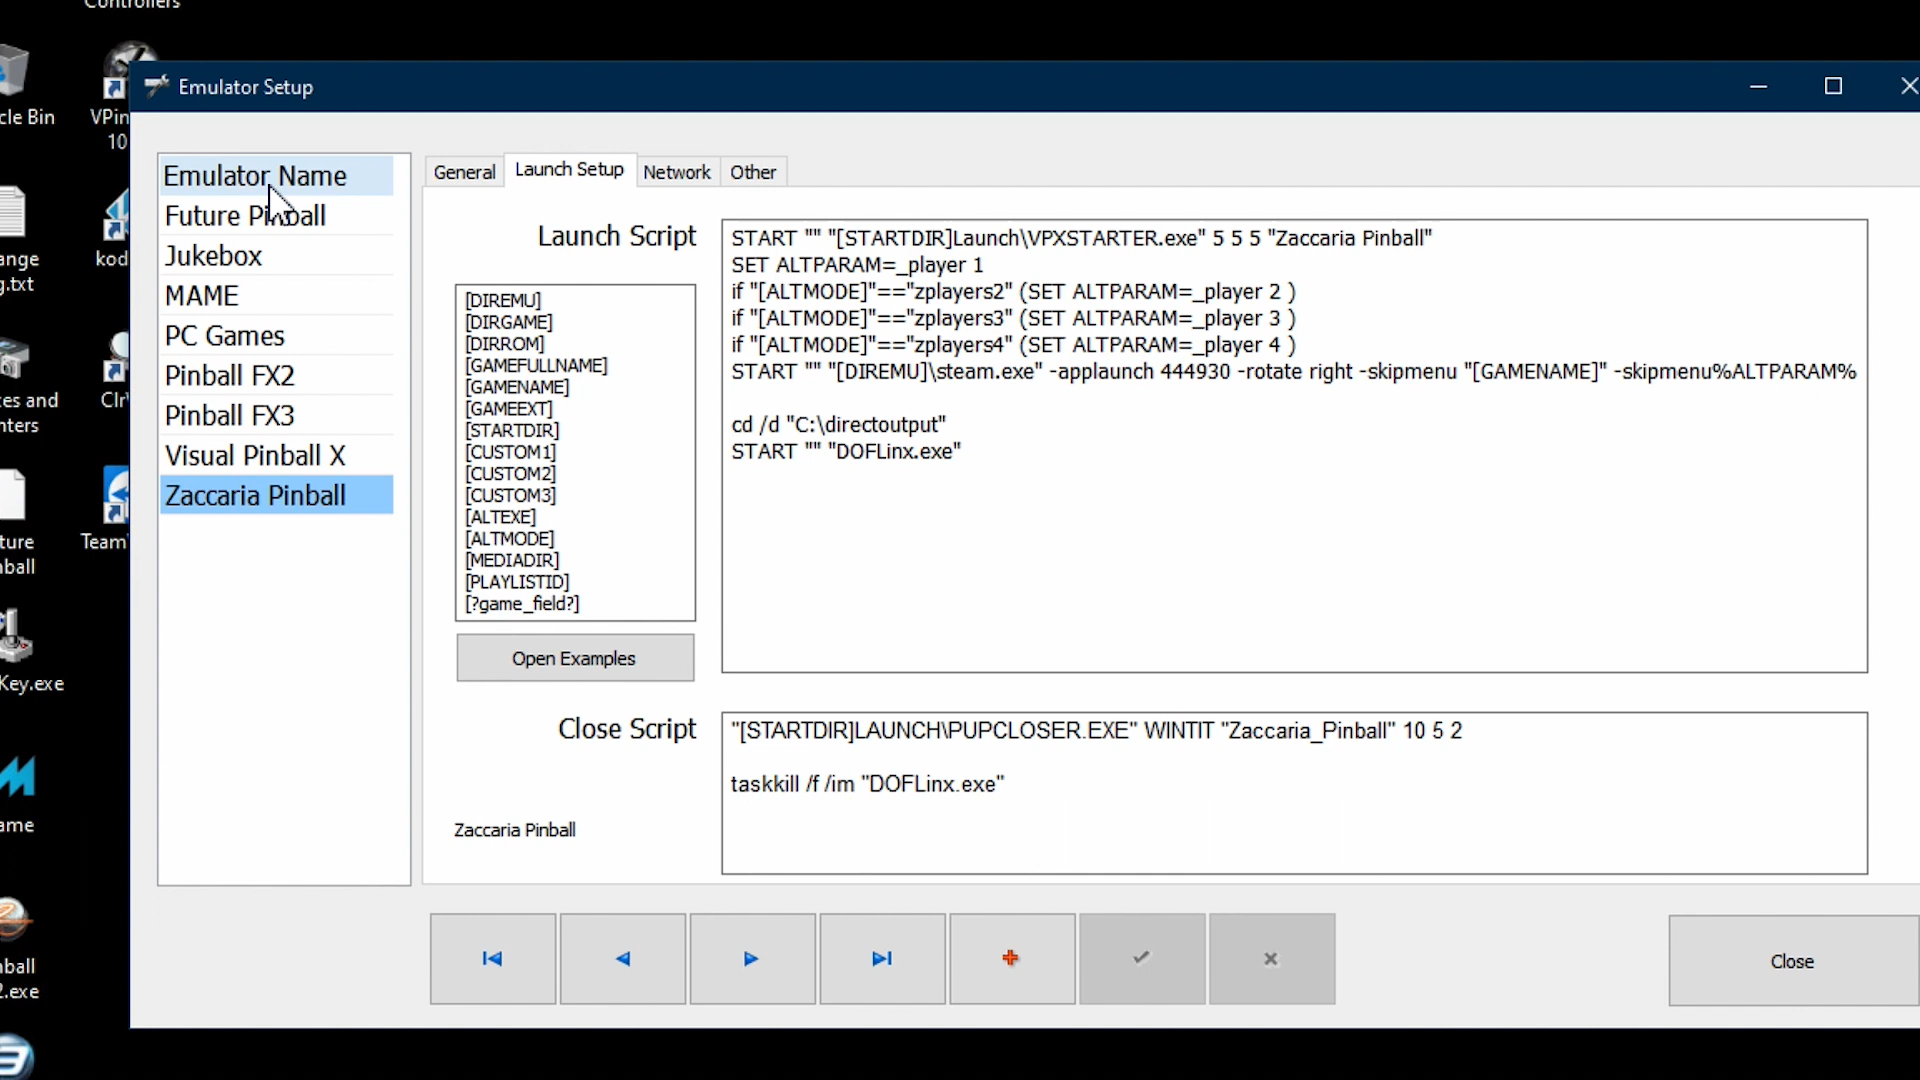 Controllers
cle Bin
VPin
10
ange
g.txt
kod
es and
nters
Clr
ture
ball
Team
Key.exe
ame
ball
2.exe
Emulator Setup
Emulator Name
Future Pinball
Jukebox
MAME
PC Games
Pinball FX2
Pinball FX3
Visual Pinball X
Zaccaria Pinball
General
Launch Setup
Network
Other
Launch Script
[DIREMU]
[DIRGAME]
[DIRROM]
[GAMEFULLNAME]
[GAMENAME]
[GAMEEXT]
[STARTDIR]
[CUSTOM1]
[CUSTOM2]
[CUSTOM3]
[ALTEXE]
[ALTMODE]
[MEDIADIR]
[PLAYLISTID]
[?game_field?]
Open Examples
START "" "[STARTDIR]Launch\VPXSTARTER.exe" 5 5 5 "Zaccaria Pinball"
SET ALTPARAM=_player 1
if "[ALTMODE]"=="zplayers2" (SET ALTPARAM=_player 2 )
if "[ALTMODE]"=="zplayers3" (SET ALTPARAM=_player 3 )
if "[ALTMODE]"=="zplayers4" (SET ALTPARAM=_player 4 )
START "" "[DIREMU]\steam.exe" -applaunch 444930 -rotate right -skipmenu "[GAMENAME]" -skipmenu%ALTPARAM%
cd /d "C:\directoutput"
START "" "DOFLinx.exe"
Close Script
"[STARTDIR]LAUNCH\PUPCLOSER.EXE" WINTIT "Zaccaria_Pinball" 10 5 2
taskkill /f /im "DOFLinx.exe"
Zaccaria Pinball
Close